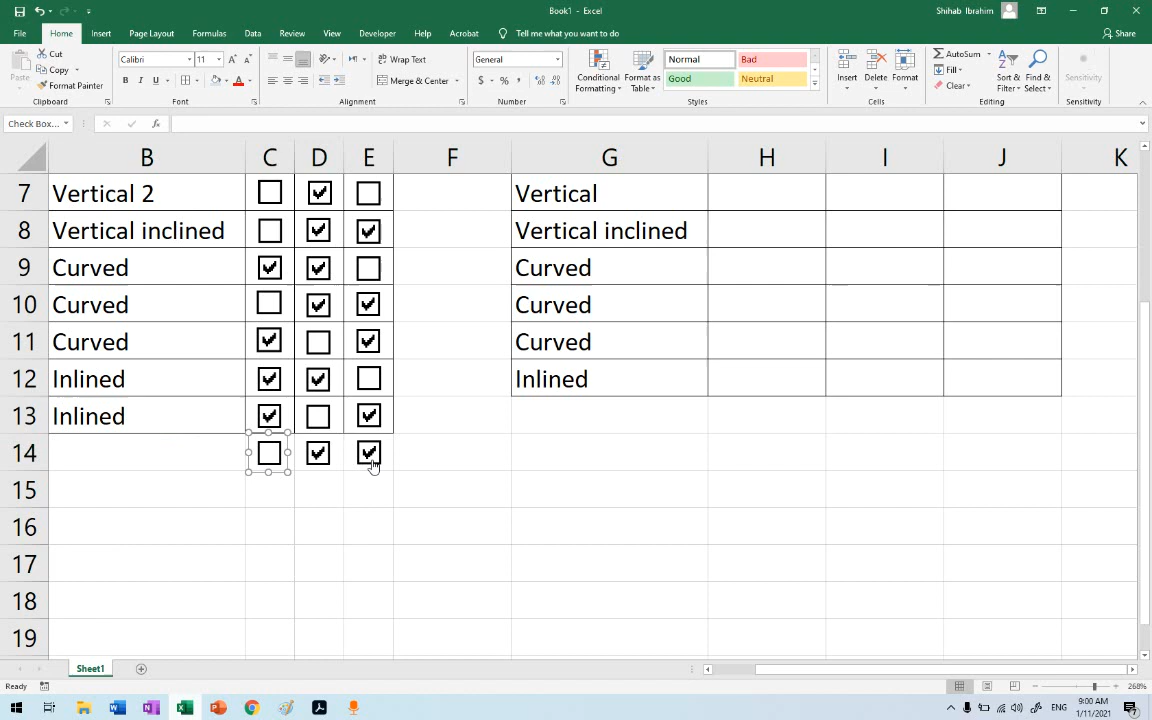 Book1 - Excel
Shihab Ibrahim
File Home Insert Page Layout Formulas Data Review View Developer Help Acrobat Tell me what you want to do Share
Paste
Cut
Copy
Format Painter
Clipboard
Calibri 11
B I U
Font
Wrap Text
Merge & Center
Alignment
General
$ % ,
Number
Conditional Formatting
Format as Table
Normal Bad
Good Neutral
Styles
Insert Delete Format
Cells
AutoSum
Fill
Clear
Sort & Filter
Find & Select
Editing
Sensitivity
Sensitivity
Check Box...
fx
B C D E F G H I J K
7 Vertical 2 Vertical
8 Vertical inclined Vertical inclined
9 Curved Curved
10 Curved Curved
11 Curved Curved
12 Inlined Inlined
13 Inlined
14
15
16
17
18
19
Sheet1
Ready
268%
ENG
9:00 AM
1/11/2021